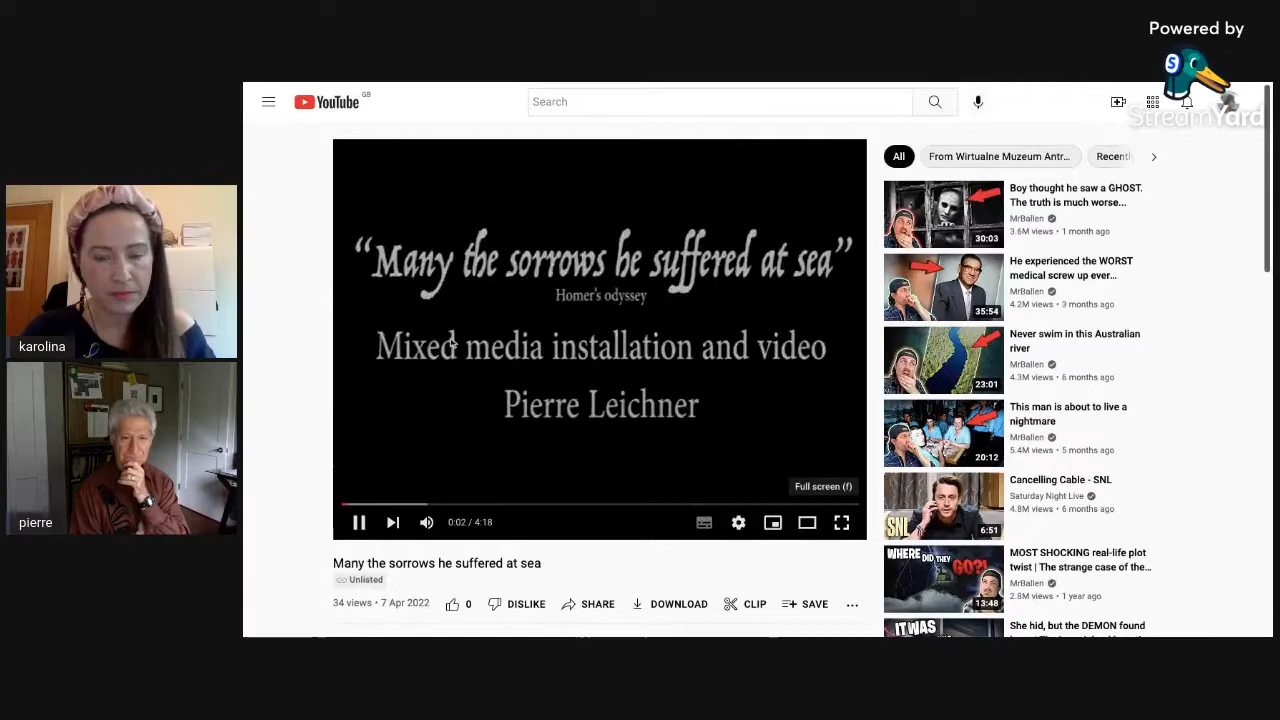 Powered by
StreamYard
YouTube GB
Search
karolina
pierre
"Many the sorrows he suffered at sea"
Homer's odyssey
Mixed media installation and video
Pierre Leichner
Full screen (f)
0:02 / 4:18
Many the sorrows he suffered at sea
Unlisted
34 views • 7 Apr 2022
0
DISLIKE
SHARE
DOWNLOAD
CLIP
SAVE
All
From Wirtualne Muzeum Antr...
Recently
30:03
Boy thought he saw a GHOST.
The truth is much worse...
MrBallen
3.6M views • 1 month ago
35:54
He experienced the WORST
medical screw up ever...
MrBallen
4.2M views • 3 months ago
23:01
Never swim in this Australian
river
MrBallen
4.3M views • 6 months ago
20:12
This man is about to live a
nightmare
MrBallen
5.4M views • 5 months ago
SNL
6:51
Cancelling Cable - SNL
Saturday Night Live
4.8M views • 6 months ago
WHERE DID THEY GO?!
13:48
MOST SHOCKING real-life plot
twist | The strange case of the...
MrBallen
2.8M views • 1 year ago
IT WAS
She hid, but the DEMON found